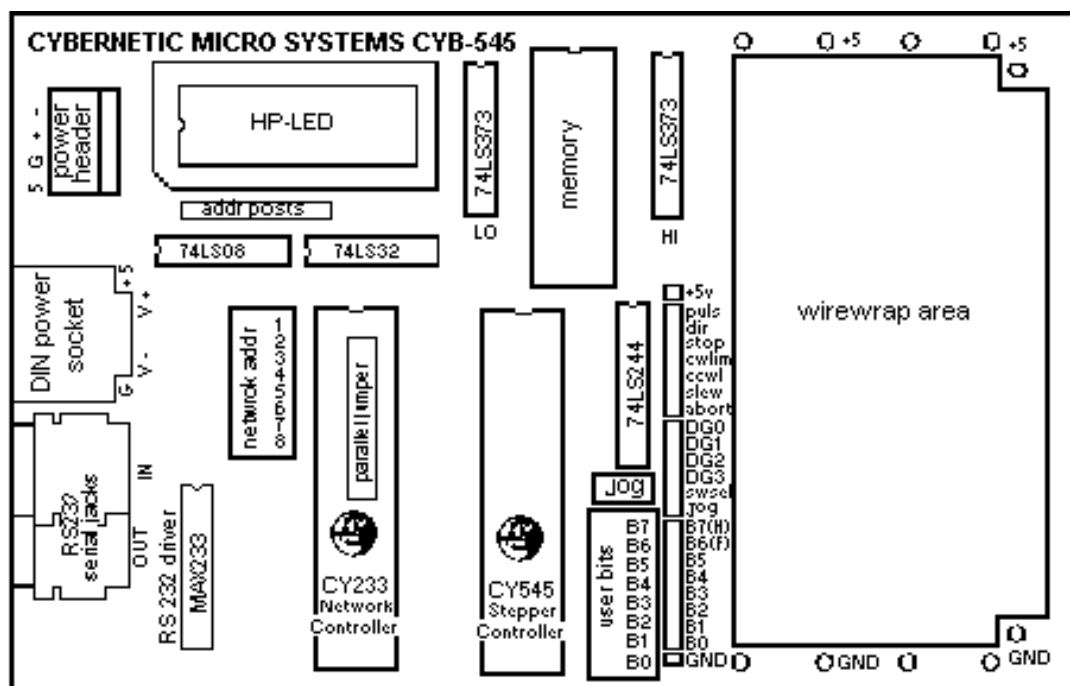 CYBERNETIC MICRO SYSTEMS CYB-545
+5
+5
5 G + -
power
header
HP-LED
addr posts
74LS08
74LS32
74LS373
LO
memory
74LS373
HI
DIN power
socket
+5
V+
V-
G
network addr
1
2
3
4
5
6
7
8
parallel jumper
74LS244
+5v
puls
dir
stop
cwlim
ccwl
slew
abort
DG0
DG1
DG2
DG3
swsel
jog
B7(H)
B6(F)
B5
B4
B3
B2
B1
B0
GND
wirewrap area
jog
user bits
B7
B6
B5
B4
B3
B2
B1
B0
RS232
serial jacks
IN
OUT
RS 232 driver
MAX233
CY233
Network
Controller
CY545
Stepper
Controller
GND
GND